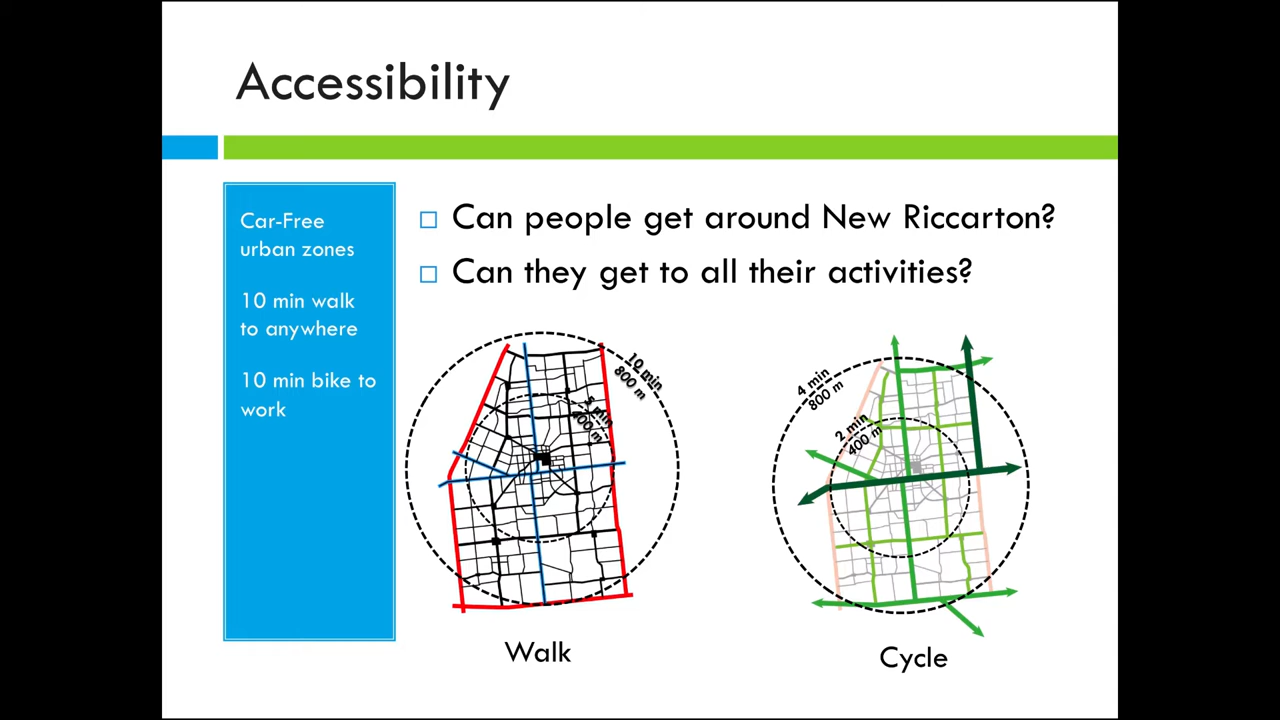 Accessibility
Car-Free
urban zones
10 min walk
to anywhere
10 min bike to
work
Can people get around New Riccarton?
Can they get to all their activities?
10 min
800 m
5 min
400 m
Walk
4 min
800 m
2 min
400 m
Cycle